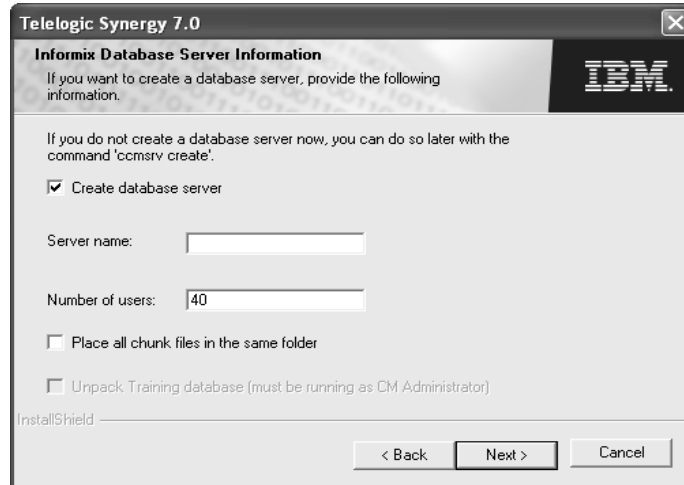 Telelogic Synergy 7.0
Informix Database Server Information
If you want to create a database server, provide the following
information.
IBM.
If you do not create a database server now, you can do so later with the
command 'ccmsrv create'.
Create database server
Server name:
Number of users: 40
Place all chunk files in the same folder
Unpack Training database (must be running as CM Administrator)
InstallShield
< Back Next > Cancel